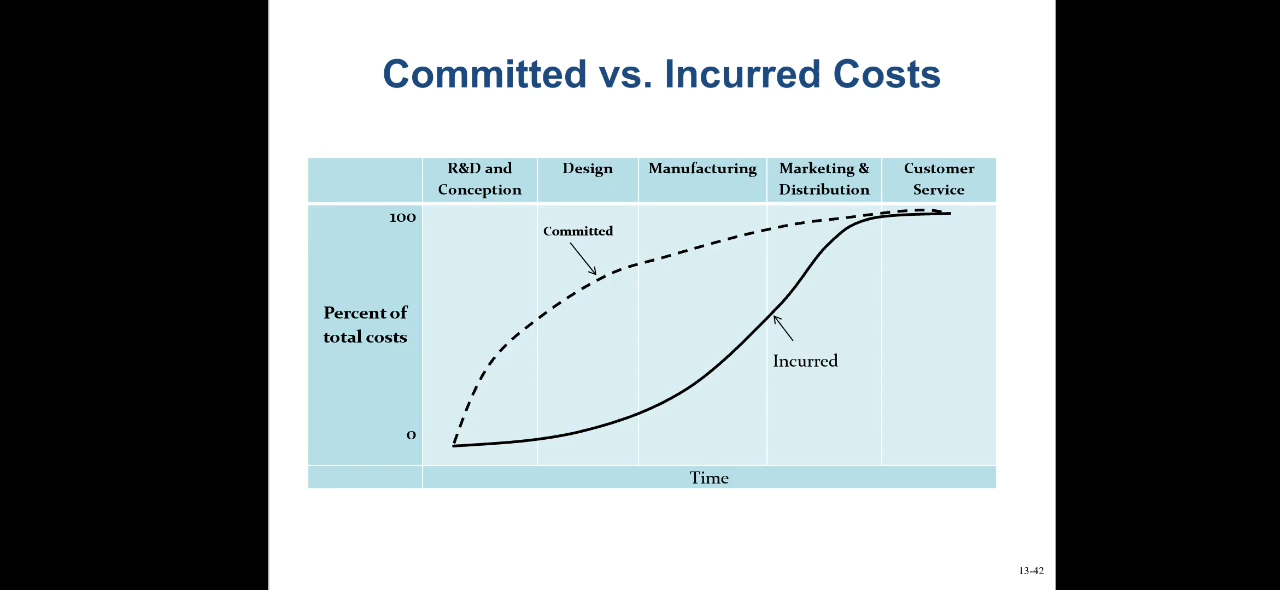 Committed vs. Incurred Costs
R&D and
Conception
Design
Manufacturing
Marketing &
Distribution
Customer
Service
100
Committed
Percent of
total costs
Incurred
0
Time
13-42